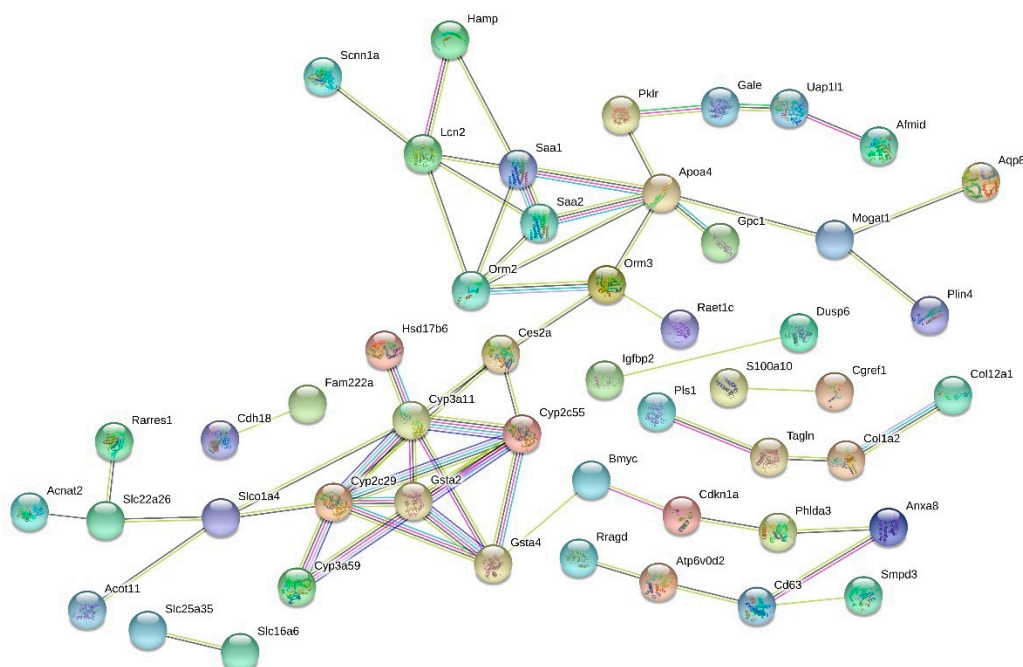 Hamp
Scnn1a
Pklr
Gale
Uap1l1
Afmid
Lcn2
Saa1
Apoa4
Aqp8
Saa2
Gpc1
Mogat1
Orm2
Orm3
Raet1c
Plin4
Dusp6
Hsd17b6
Ces2a
Igfbp2
S100a10
Cgref1
Col12a1
Fam222a
Cyp3a11
Pls1
Cdh18
Cyp2c55
Rarres1
Tagln
Col1a2
Bmyc
Acnat2
Slc22a26
Slco1a4
Cyp2c29
Gsta2
Cdkn1a
Phlda3
Anxa8
Gsta4
Rragd
Atp6v0d2
Cyp3a59
Cd63
Smpd3
Acot11
Slc25a35
Slc16a6